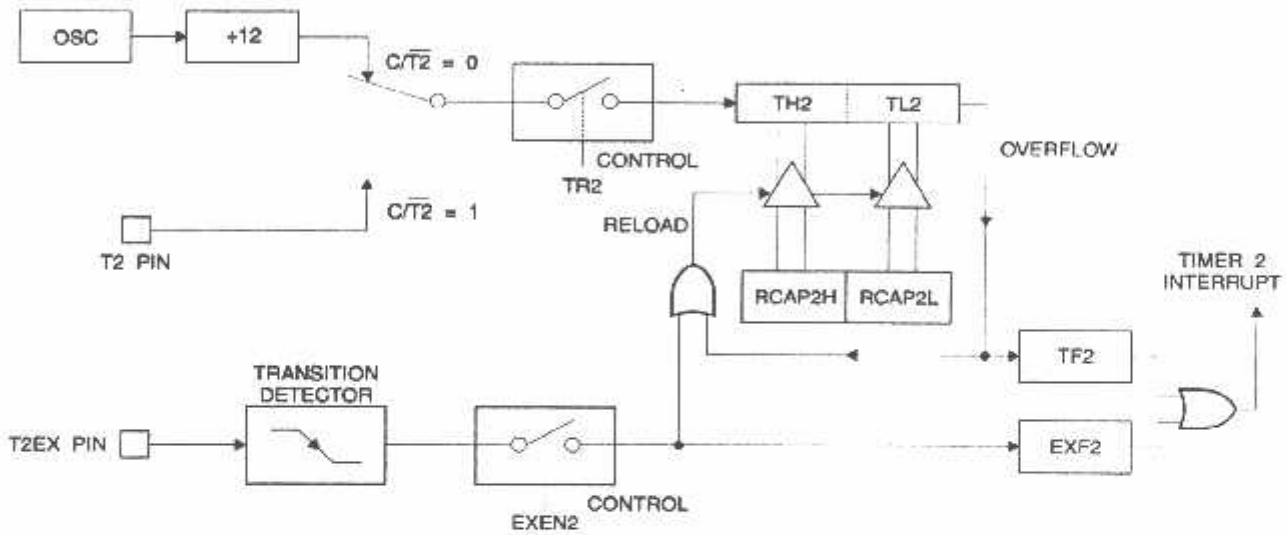 OSC
÷12
C/T2 = 0
TH2
TL2
OVERFLOW
CONTROL
TR2
C/T2 = 1
T2 PIN
RELOAD
RCAP2H
RCAP2L
TIMER 2
INTERRUPT
TF2
TRANSITION
DETECTOR
T2EX PIN
EXF2
CONTROL
EXEN2